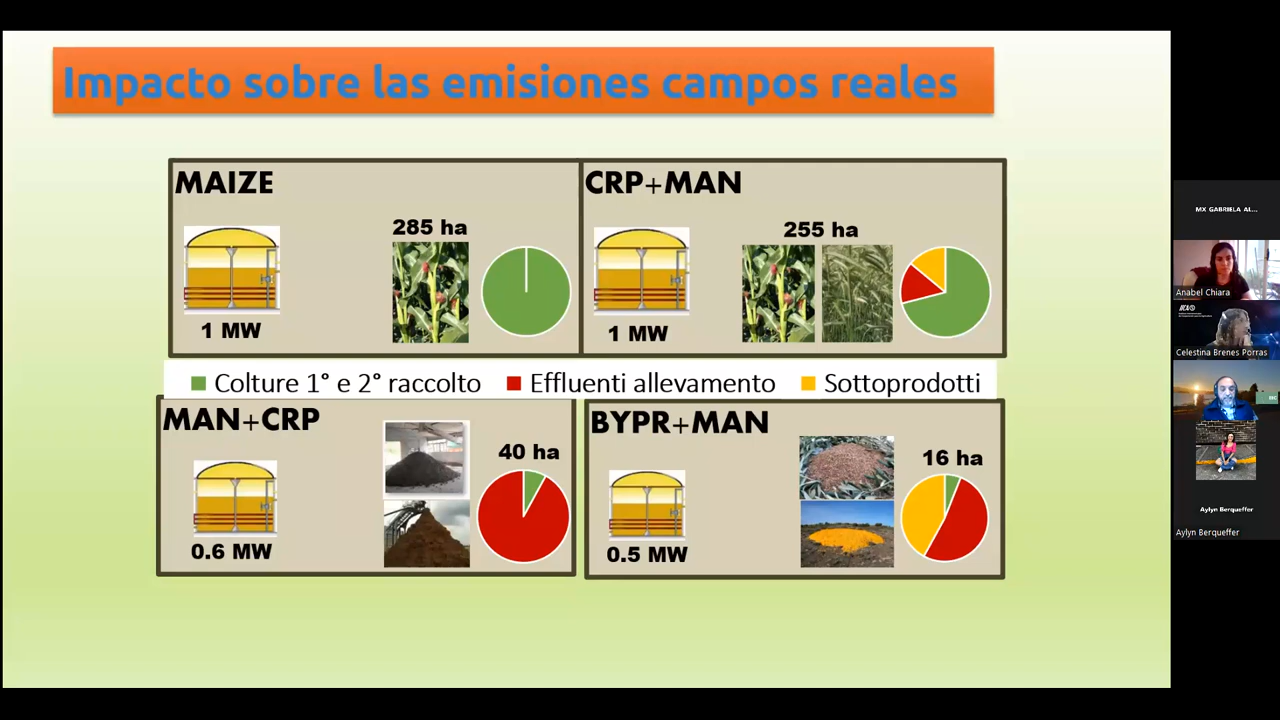 Impacto sobre las emisiones campos reales
MAIZE
285 ha
1 MW
CRP+MAN
255 ha
1 MW
Colture 1° e 2° raccolto
Effluenti allevamento
Sottoprodotti
MAN+CRP
40 ha
0.6 MW
BYPR+MAN
16 ha
0.5 MW
MX GABRIELA AL...
Anabel Chiara
Celestina Brenes Porras
Aylyn Berqueffer
Aylyn Berqueffer